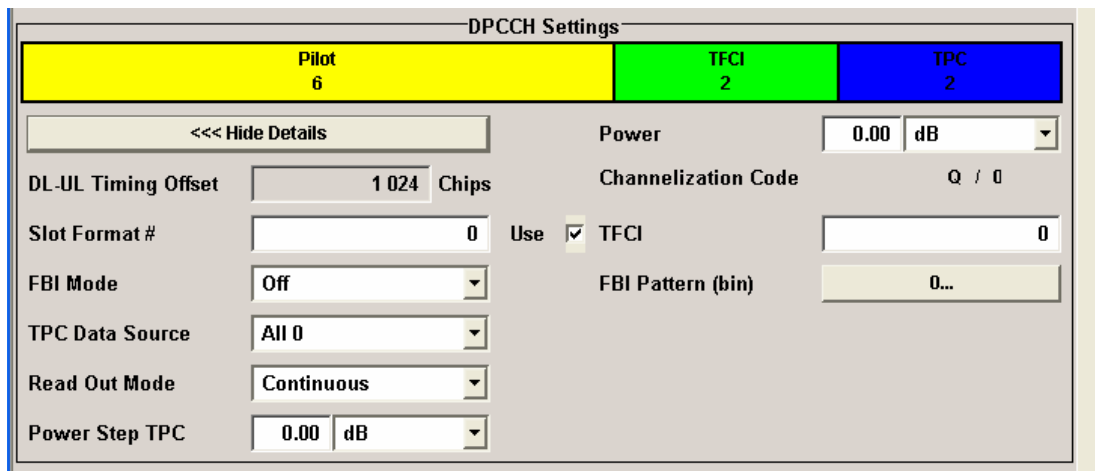 DPCCH Settings
Pilot TFCI TPC
6 2 2
<<< Hide Details Power 0.00 dB
DL-UL Timing Offset 1 024 Chips Channelization Code Q / 0
Slot Format # 0 Use TFCI 0
FBI Mode Off FBI Pattern (bin) 0...
TPC Data Source All 0
Read Out Mode Continuous
Power Step TPC 0.00 dB